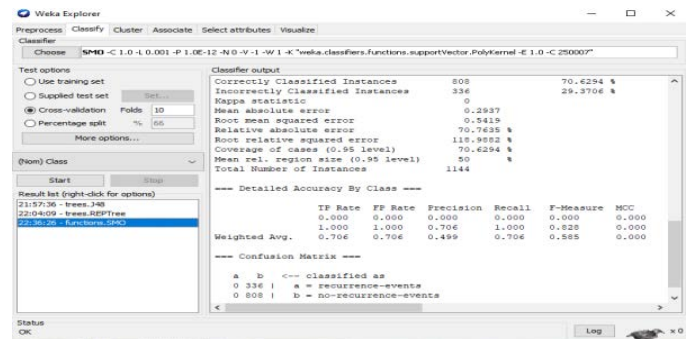 Weka Explorer
Preprocess Classify Cluster Associate Select attributes Visualize
Classifier
Choose SMO -C 1.0 -L 0.001 -P 1.0E-12 -N 0 -V -1 -W 1 -K "weka.classifiers.functions.supportVector.PolyKernel -E 1.0 -C 250007"
Test options
Use training set
Supplied test set Set...
Cross-validation Folds 10
Percentage split % 66
More options...
(Nom) Class
Start Stop
Result list (right-click for options)
21:57:36 - trees.J48
22:04:09 - trees.REPTree
22:36:26 - functions.SMO
Classifier output
Correctly Classified Instances 808 70.6294 %
Incorrectly Classified Instances 336 29.3706 %
Kappa statistic 0
Mean absolute error 0.2937
Root mean squared error 0.5419
Relative absolute error 70.7635 %
Root relative squared error 118.9882 %
Coverage of cases (0.95 level) 70.6294 %
Mean rel. region size (0.95 level) 50 %
Total Number of Instances 1144
=== Detailed Accuracy By Class ===
TP Rate FP Rate Precision Recall F-Measure MCC
0.000 0.000 0.000 0.000 0.000 0.000
1.000 1.000 0.706 1.000 0.828 0.000
Weighted Avg. 0.706 0.706 0.499 0.706 0.585 0.000
=== Confusion Matrix ===
a b <-- classified as
0 336 | a = recurrence-events
0 808 | b = no-recurrence-events
Status
OK
Log x 0